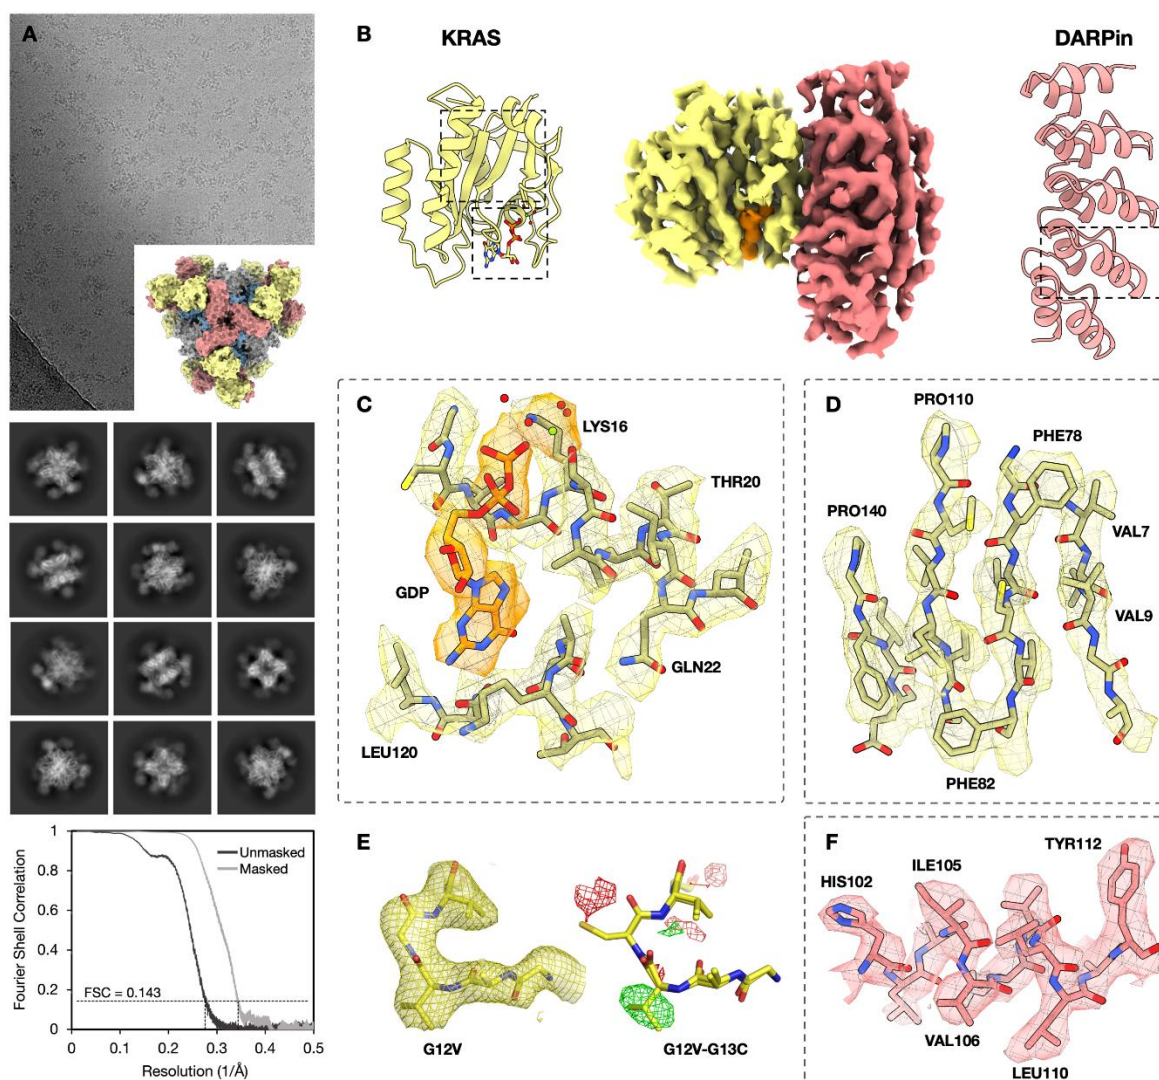 A
B
KRAS
DARPin
C
LYS16
THR20
GDP
GLN22
LEU120
D
PRO110
PHE78
PRO140
VAL7
VAL9
PHE82
Fourier Shell Correlation
1
0.8
0.6
0.4
0.2
0
Unmasked
Masked
FSC = 0.143
0
0.1
0.2
0.3
0.4
0.5
Resolution (1/Å)
E
G12V
G12V-G13C
F
TYR112
ILE105
HIS102
VAL106
LEU110